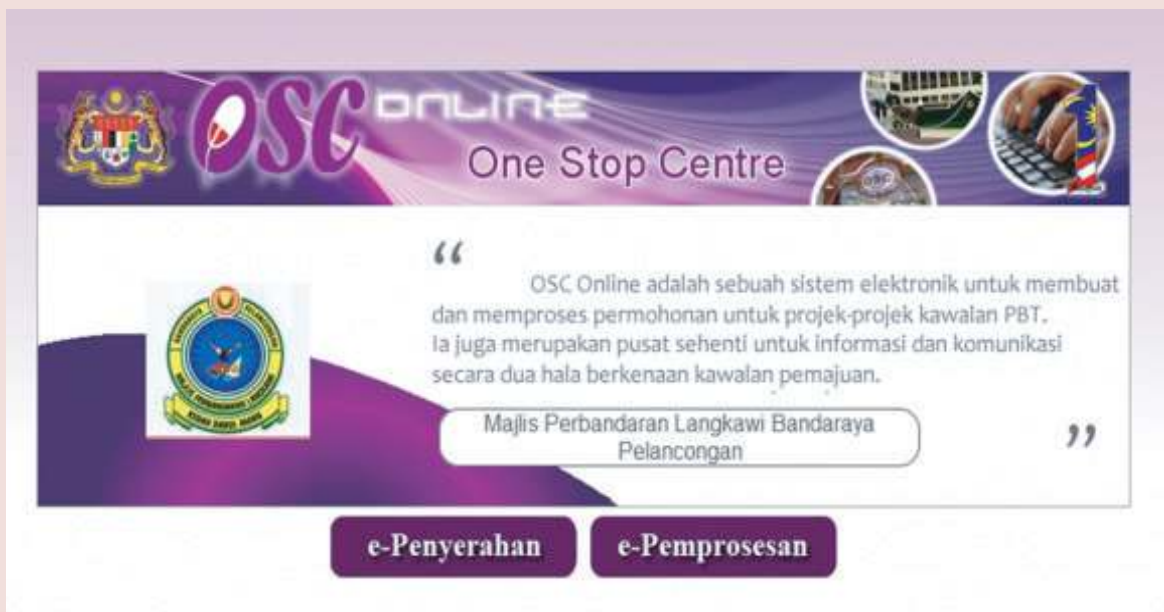 OSC ONLINE
One Stop Centre
“
OSC Online adalah sebuah sistem elektronik untuk membuat
dan memproses permohonan untuk projek-projek kawalan PBT.
Ia juga merupakan pusat sehenti untuk informasi dan komunikasi
secara dua hala berkenaan kawalan pemajuan.
Majlis Perbandaran Langkawi Bandaraya
Pelancongan
”
e-Penyerahan
e-Pemprosesan